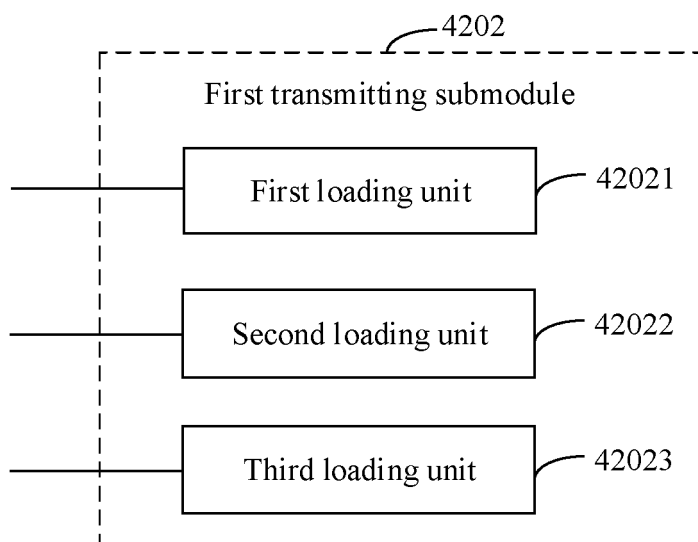 4202
First transmitting submodule
First loading unit
42021
Second loading unit
42022
Third loading unit
42023